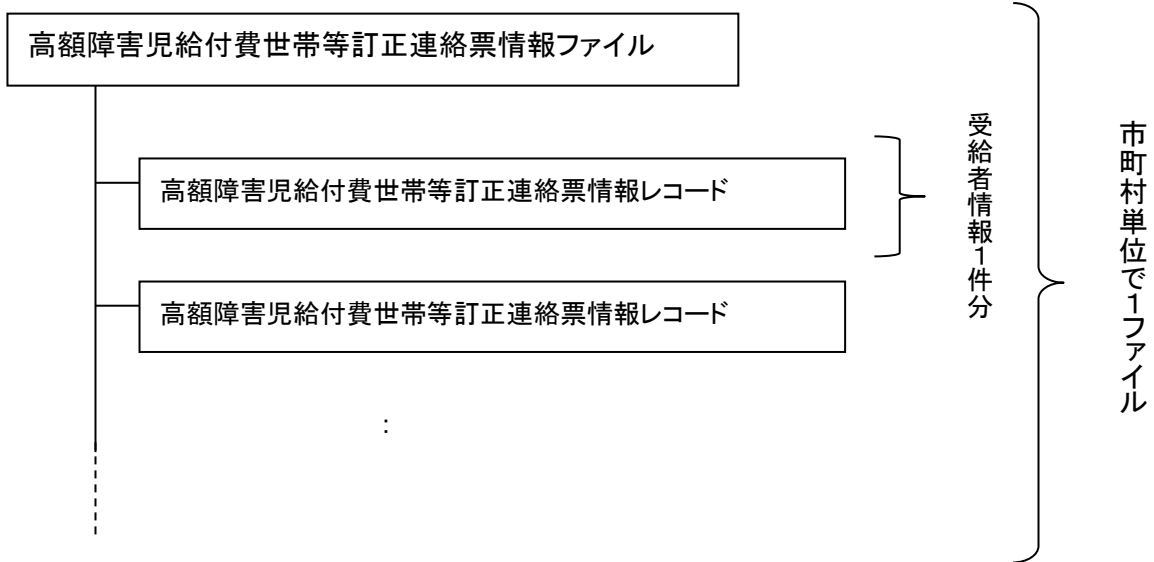 高額障害児給付費世帯等訂正連絡票情報ファイル
高額障害児給付費世帯等訂正連絡票情報レコード
高額障害児給付費世帯等訂正連絡票情報レコード
:
受給者情報1件分
市町村単位で1ファイル